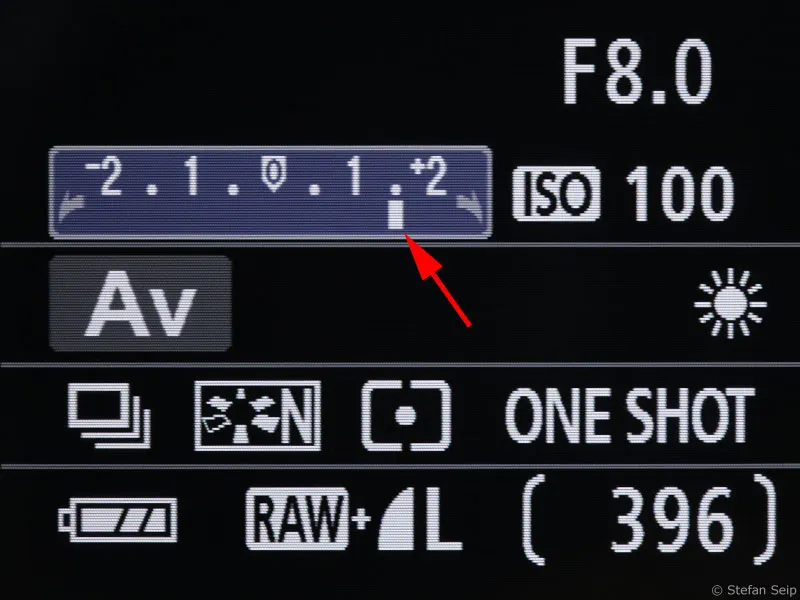 F8.0
-2 . 1 . 0 . 1 . +2
ISO 100
Av
N ONE SHOT
RAW+L ( 396 )
© Stefan Seip